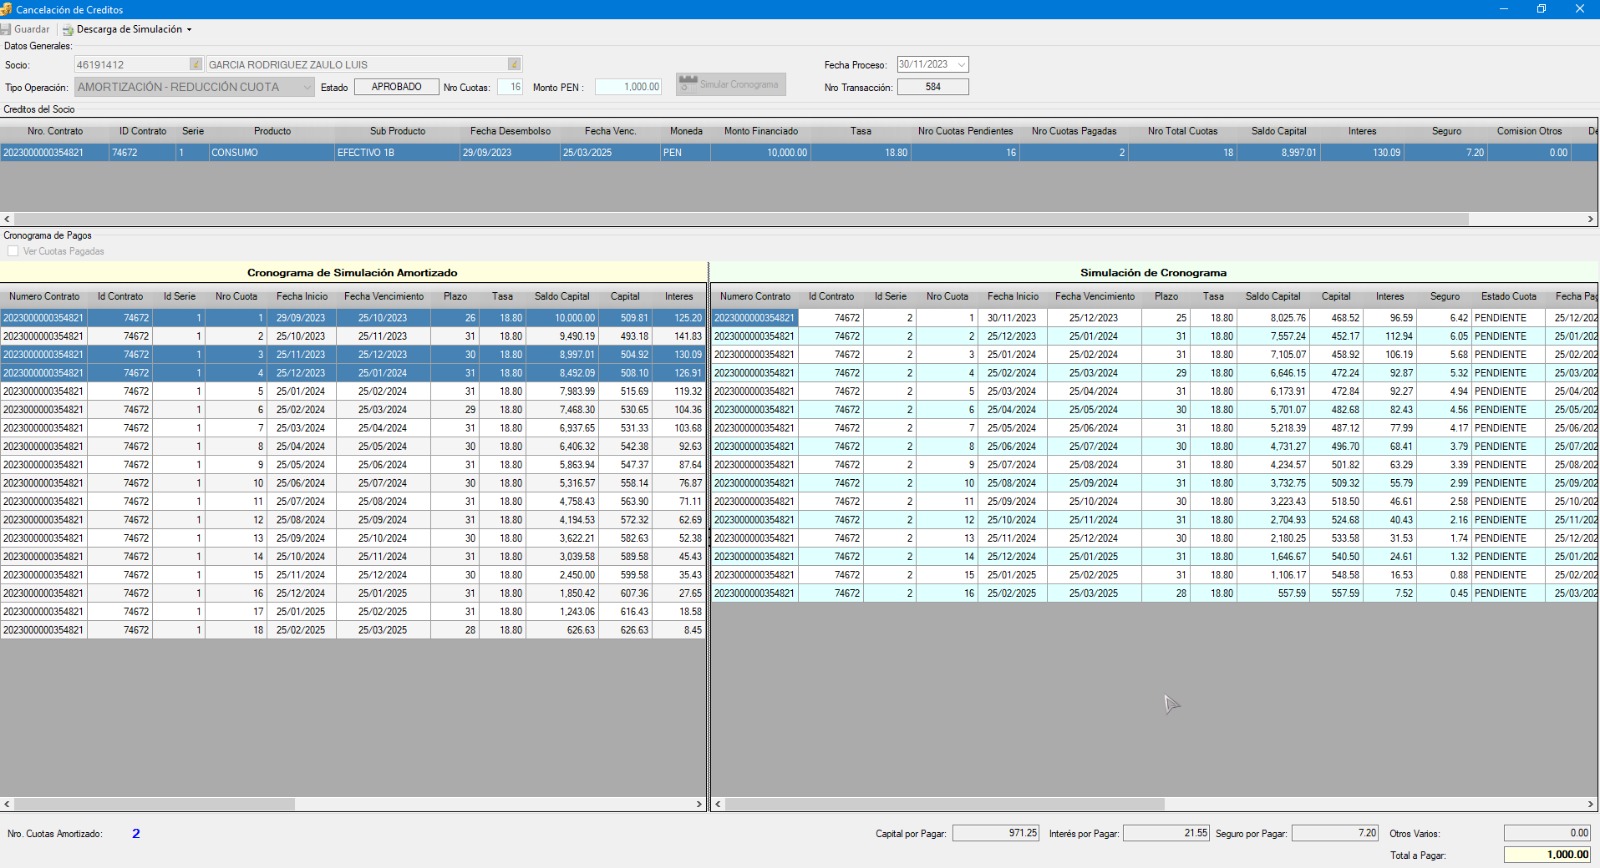 Cancelación de Creditos
Guardar Descarga de Simulación
Datos Generales:
Socio: 46191412 GARCIA RODRIGUEZ ZAULO LUIS Fecha Proceso: 30/11/2023
Tipo Operación: AMORTIZACIÓN - REDUCCIÓN CUOTA Estado APROBADO Nro Cuotas: 16 Monto PEN : 1,000.00 Simular Cronograma Nro Transacción: 584
Creditos del Socio
Nro. Contrato ID Contrato Serie Producto Sub Producto Fecha Desembolso Fecha Venc. Moneda Monto Financiado Tasa Nro Cuotas Pendientes Nro Cuotas Pagadas Nro Total Cuotas Saldo Capital Interes Seguro Comision Otros De
2023000000354821 74672 1 CONSUMO EFECTIVO 1B 29/09/2023 25/03/2025 PEN 10,000.00 18.80 16 2 18 8,997.01 130.09 7.20 0.00
Cronograma de Pagos
Ver Cuotas Pagadas
Cronograma de Simulación Amortizado
Numero Contrato Id Contrato Id Serie Nro Cuota Fecha Inicio Fecha Vencimiento Plazo Tasa Saldo Capital Capital Interes
2023000000354821 74672 1 1 29/09/2023 25/10/2023 26 18.80 10,000.00 509.81 125.20
2023000000354821 74672 1 2 25/10/2023 25/11/2023 31 18.80 9,490.19 493.18 141.83
2023000000354821 74672 1 3 25/11/2023 25/12/2023 30 18.80 8,997.01 504.92 130.09
2023000000354821 74672 1 4 25/12/2023 25/01/2024 31 18.80 8,492.09 508.10 126.91
2023000000354821 74672 1 5 25/01/2024 25/02/2024 31 18.80 7,983.99 515.69 119.32
2023000000354821 74672 1 6 25/02/2024 25/03/2024 29 18.80 7,468.30 530.65 104.36
2023000000354821 74672 1 7 25/03/2024 25/04/2024 31 18.80 6,937.65 531.33 103.68
2023000000354821 74672 1 8 25/04/2024 25/05/2024 30 18.80 6,406.32 542.38 92.63
2023000000354821 74672 1 9 25/05/2024 25/06/2024 31 18.80 5,863.94 547.37 87.64
2023000000354821 74672 1 10 25/06/2024 25/07/2024 30 18.80 5,316.57 558.14 76.87
2023000000354821 74672 1 11 25/07/2024 25/08/2024 31 18.80 4,758.43 563.90 71.11
2023000000354821 74672 1 12 25/08/2024 25/09/2024 31 18.80 4,194.53 572.32 62.69
2023000000354821 74672 1 13 25/09/2024 25/10/2024 30 18.80 3,622.21 582.63 52.38
2023000000354821 74672 1 14 25/10/2024 25/11/2024 31 18.80 3,039.58 589.58 45.43
2023000000354821 74672 1 15 25/11/2024 25/12/2024 30 18.80 2,450.00 599.58 35.43
2023000000354821 74672 1 16 25/12/2024 25/01/2025 31 18.80 1,850.42 607.36 27.65
2023000000354821 74672 1 17 25/01/2025 25/02/2025 31 18.80 1,243.06 616.43 18.58
2023000000354821 74672 1 18 25/02/2025 25/03/2025 28 18.80 626.63 626.63 8.45
Simulación de Cronograma
Numero Contrato Id Contrato Id Serie Nro Cuota Fecha Inicio Fecha Vencimiento Plazo Tasa Saldo Capital Capital Interes Seguro Estado Cuota Fecha Pag
2023000000354821 74672 2 1 30/11/2023 25/12/2023 25 18.80 8,025.76 468.52 96.59 6.42 PENDIENTE 25/12/202
2023000000354821 74672 2 2 25/12/2023 25/01/2024 31 18.80 7,557.24 452.17 112.94 6.05 PENDIENTE 25/01/202
2023000000354821 74672 2 3 25/01/2024 25/02/2024 31 18.80 7,105.07 458.92 106.19 5.68 PENDIENTE 25/02/202
2023000000354821 74672 2 4 25/02/2024 25/03/2024 29 18.80 6,646.15 472.24 92.87 5.32 PENDIENTE 25/03/202
2023000000354821 74672 2 5 25/03/2024 25/04/2024 31 18.80 6,173.91 472.84 92.27 4.94 PENDIENTE 25/04/202
2023000000354821 74672 2 6 25/04/2024 25/05/2024 30 18.80 5,701.07 482.68 82.43 4.56 PENDIENTE 25/05/202
2023000000354821 74672 2 7 25/05/2024 25/06/2024 31 18.80 5,218.39 487.12 77.99 4.17 PENDIENTE 25/06/202
2023000000354821 74672 2 8 25/06/2024 25/07/2024 30 18.80 4,731.27 496.70 68.41 3.79 PENDIENTE 25/07/202
2023000000354821 74672 2 9 25/07/2024 25/08/2024 31 18.80 4,234.57 501.82 63.29 3.39 PENDIENTE 25/08/202
2023000000354821 74672 2 10 25/08/2024 25/09/2024 31 18.80 3,732.75 509.32 55.79 2.99 PENDIENTE 25/09/202
2023000000354821 74672 2 11 25/09/2024 25/10/2024 30 18.80 3,223.43 518.50 46.61 2.58 PENDIENTE 25/10/202
2023000000354821 74672 2 12 25/10/2024 25/11/2024 31 18.80 2,704.93 524.68 40.43 2.16 PENDIENTE 25/11/202
2023000000354821 74672 2 13 25/11/2024 25/12/2024 30 18.80 2,180.25 533.58 31.53 1.74 PENDIENTE 25/12/202
2023000000354821 74672 2 14 25/12/2024 25/01/2025 31 18.80 1,646.67 540.50 24.61 1.32 PENDIENTE 25/01/202
2023000000354821 74672 2 15 25/01/2025 25/02/2025 31 18.80 1,106.17 548.58 16.53 0.88 PENDIENTE 25/02/202
2023000000354821 74672 2 16 25/02/2025 25/03/2025 28 18.80 557.59 557.59 7.52 0.45 PENDIENTE 25/03/202
Nro. Cuotas Amortizado: 2 Capital por Pagar: 971.25 Interés por Pagar: 21.55 Seguro por Pagar: 7.20 Otros Varios: 0.00
Total a Pagar: 1,000.00